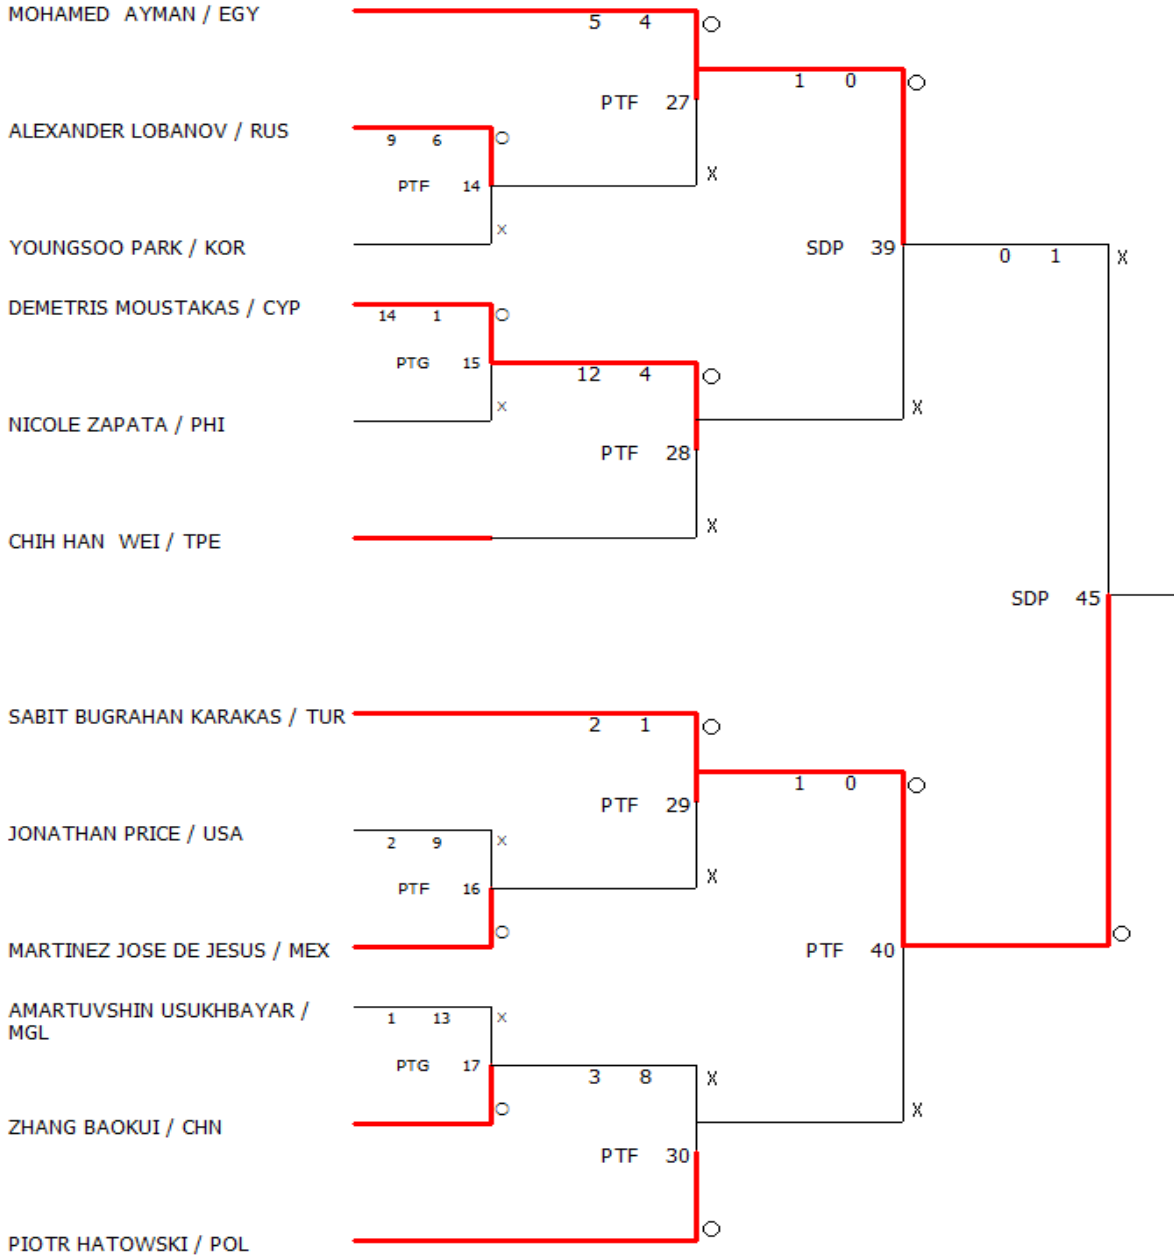 MOHAMED  AYMAN / EGY
5 4
PTF 27
1 0
ALEXANDER LOBANOV / RUS
9 6
PTF 14
X
X
YOUNGSOO PARK / KOR
SDP 39
0 1
X
DEMETRIS MOUSTAKAS / CYP
14 1
PTG 15
12 4
X
X
NICOLE ZAPATA / PHI
PTF 28
X
CHIH HAN  WEI / TPE
SDP 45
SABIT BUGRAHAN KARAKAS / TUR
2 1
1 0
PTF 29
JONATHAN PRICE / USA
2 9
X
PTF 16
X
MARTINEZ JOSE DE JESUS / MEX
PTF 40
AMARTUVSHIN USUKHBAYAR /
MGL
1 13
X
PTG 17
3 8
X
X
ZHANG BAOKUI / CHN
PTF 30
PIOTR HATOWSKI / POL